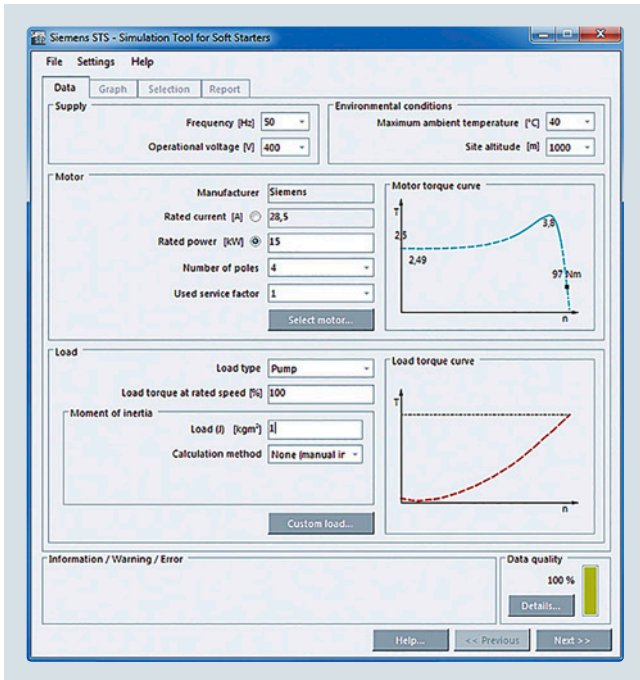 Siemens STS - Simulation Tool for Soft Starters
File Settings Help
Data Graph Selection Report
Supply
Frequency [Hz] 50
Operational voltage [V] 400
Environmental conditions
Maximum ambient temperature [°C] 40
Site altitude [m] 1000
Motor
Manufacturer Siemens
Rated current [A] 28,5
Rated power [kW] 15
Number of poles 4
Used service factor 1
Select motor...
Motor torque curve
T
3,8
2,5
2,49
97 Nm
n
Load
Load type Pump
Load torque at rated speed [%] 100
Moment of inertia
Load (J) [kgm²] 1
Calculation method None (manual ir
Custom load...
Load torque curve
T
n
Information / Warning / Error
Data quality
100 %
Details...
Help... << Previous Next >>